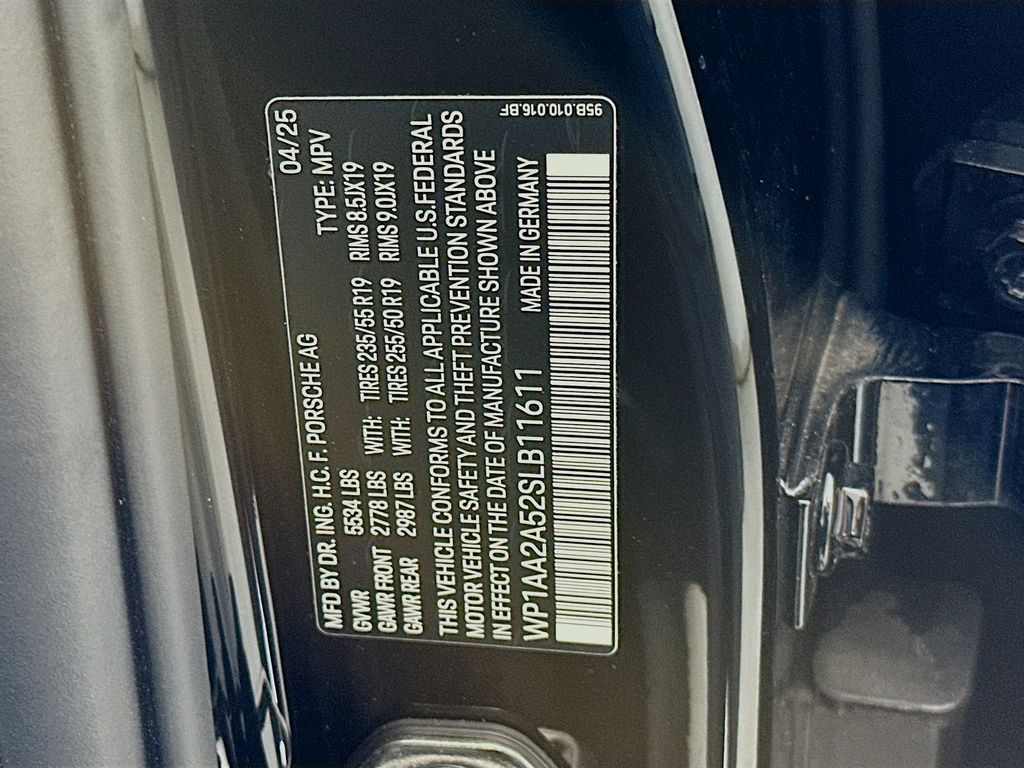 MFD BY DR. ING. H.C. F. PORSCHE AG 04/25
GVWR 5534 LBS TYPE: MPV
GAWR FRONT 2778 LBS WITH: TIRES 235/55 R19 RIMS 8.5JX19
GAWR REAR 2987 LBS WITH: TIRES 255/50 R19 RIMS 9.0JX19
THIS VEHICLE CONFORMS TO ALL APPLICABLE U.S.FEDERAL
MOTOR VEHICLE SAFETY AND THEFT PREVENTION STANDARDS
IN EFFECT ON THE DATE OF MANUFACTURE SHOWN ABOVE
WP1AA2A52SLB11611 MADE IN GERMANY
95B.010.016.BF